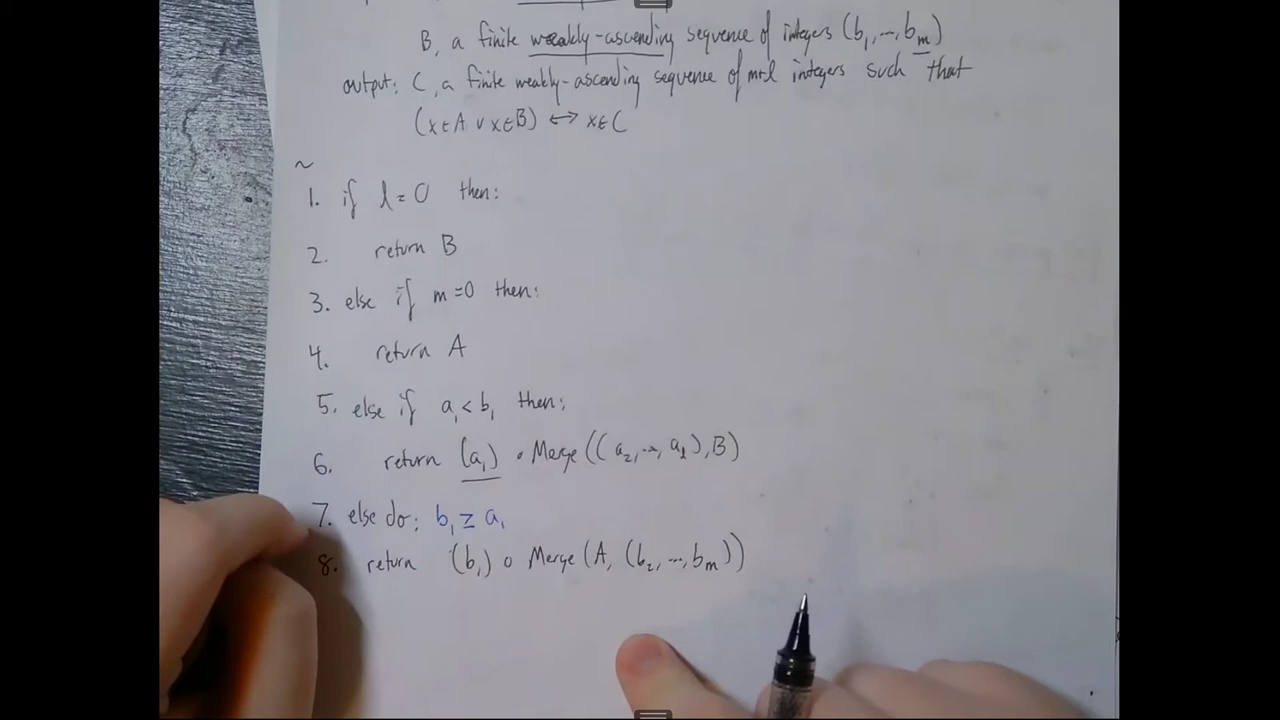 B, a finite weakly-ascending sequence of integers (b₁,...,bₘ)
output: C, a finite weakly-ascending sequence of m+l integers such that
(x∈A ∨ x∈B) ↔ x∈C
~
1. if l=0 then:
2. return B
3. else if m=0 then:
4. return A
5. else if a₁<b₁ then:
6. return (a₁) ∘ Merge((a₂,...,aₗ),B)
7. else do: b₁ ≥ a₁
8. return (b₁) ∘ Merge(A, (b₂,...,bₘ))